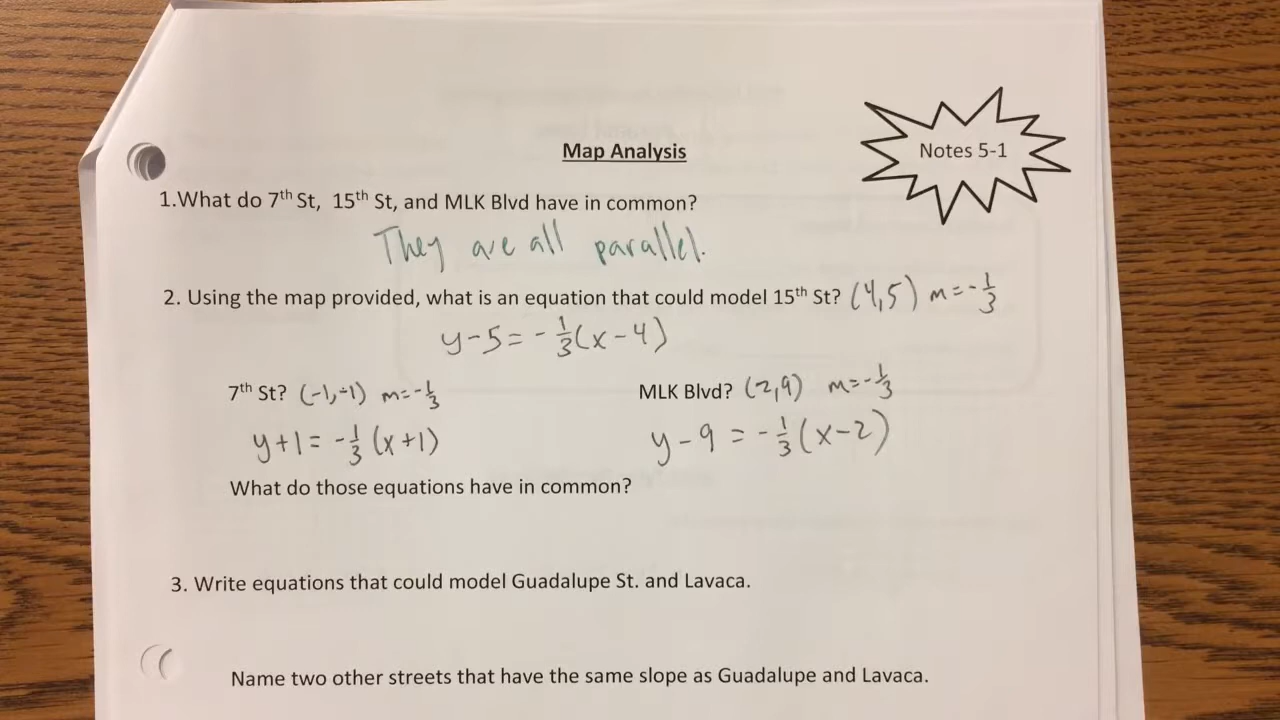 Map Analysis
Notes 5-1
1.What do 7th St, 15th St, and MLK Blvd have in common?
They are all parallel.
2. Using the map provided, what is an equation that could model 15th St? (4,5) m=-1/3
y-5=-1/3(x-4)
7th St? (-1,-1) m=-1/3
MLK Blvd? (2,9) m=-1/3
y+1=-1/3(x+1)
y-9=-1/3(x-2)
What do those equations have in common?
3. Write equations that could model Guadalupe St. and Lavaca.
Name two other streets that have the same slope as Guadalupe and Lavaca.